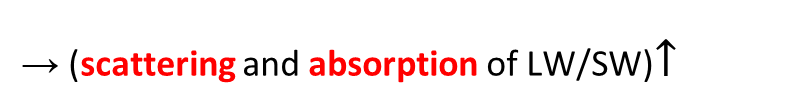 → (scattering and absorption of LW/SW)↑